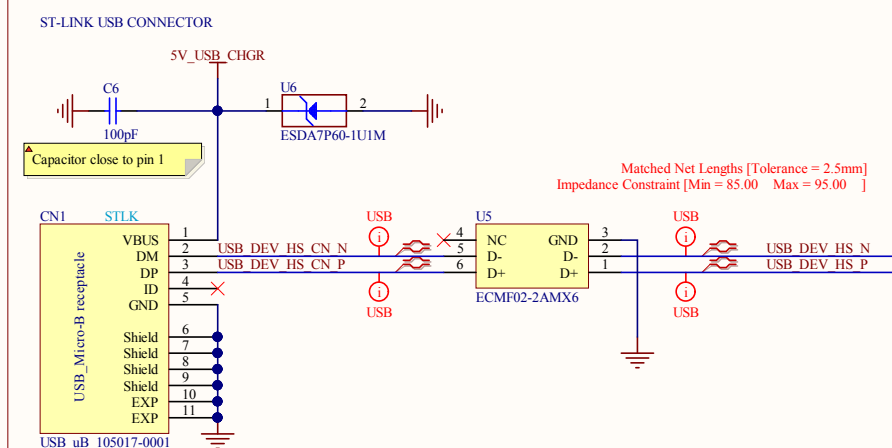 ST-LINK USB CONNECTOR
5V_USB_CHGR
C6
100pF
U6
1
2
ESDA7P60-1U1M
Capacitor close to pin 1
Matched Net Lengths [Tolerance = 2.5mm]
Impedance Constraint [Min = 85.00    Max = 95.00    ]
CN1
STLK
USB_Micro-B receptacle
VBUS 1
DM 2
DP 3
ID 4
GND 5
Shield 6
Shield 7
Shield 8
Shield 9
EXP 10
EXP 11
USB_uB_105017-0001
USB_DEV_HS_CN_N
USB_DEV_HS_CN_P
USB
i
i
USB
U5
4 NC GND 3
5 D- D- 2
6 D+ D+ 1
ECMF02-2AMX6
USB
i
i
USB
USB_DEV_HS_N
USB_DEV_HS_P